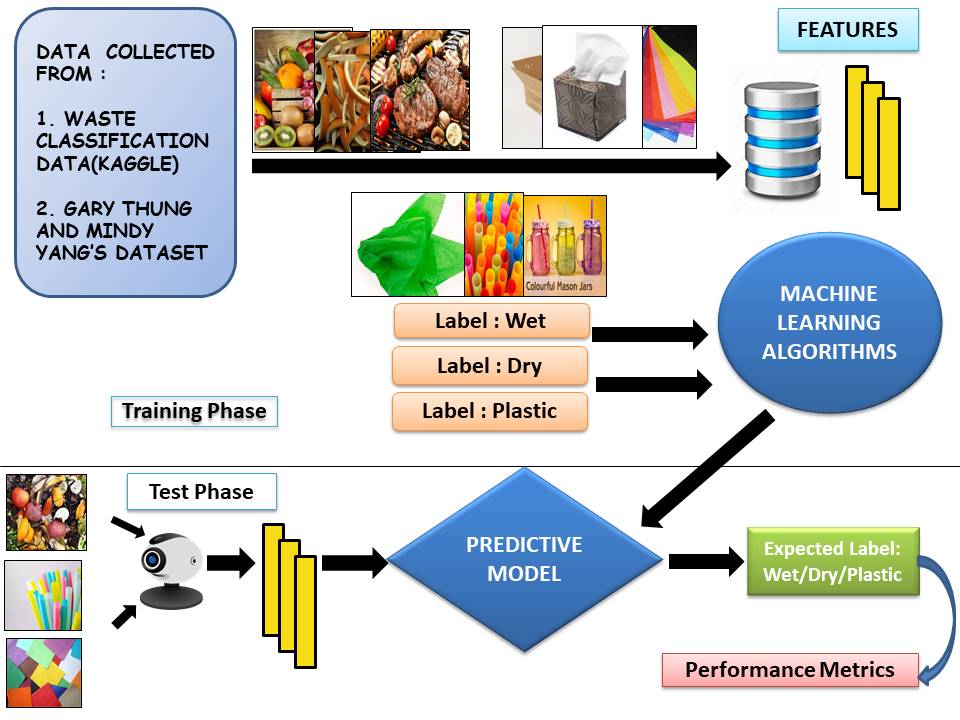 DATA COLLECTED
FROM :
1. WASTE
CLASSIFICATION
DATA(KAGGLE)
2. GARY THUNG
AND MINDY
YANG'S DATASET
FEATURES
Colourful Mason Jars
Label : Wet
Label : Dry
Label : Plastic
MACHINE
LEARNING
ALGORITHMS
Training Phase
Test Phase
PREDICTIVE
MODEL
Expected Label:
Wet/Dry/Plastic
Performance Metrics